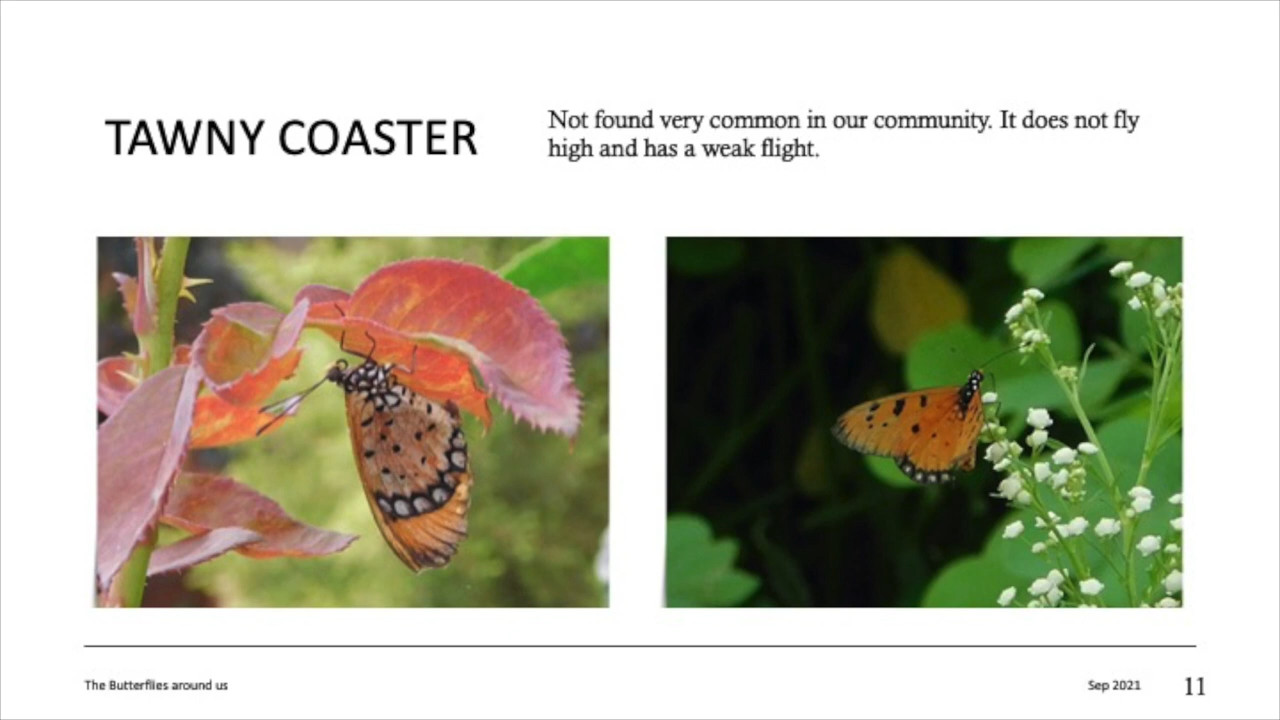 TAWNY COASTER
Not found very common in our community. It does not fly
high and has a weak flight.
The Butterflies around us
Sep 2021
11